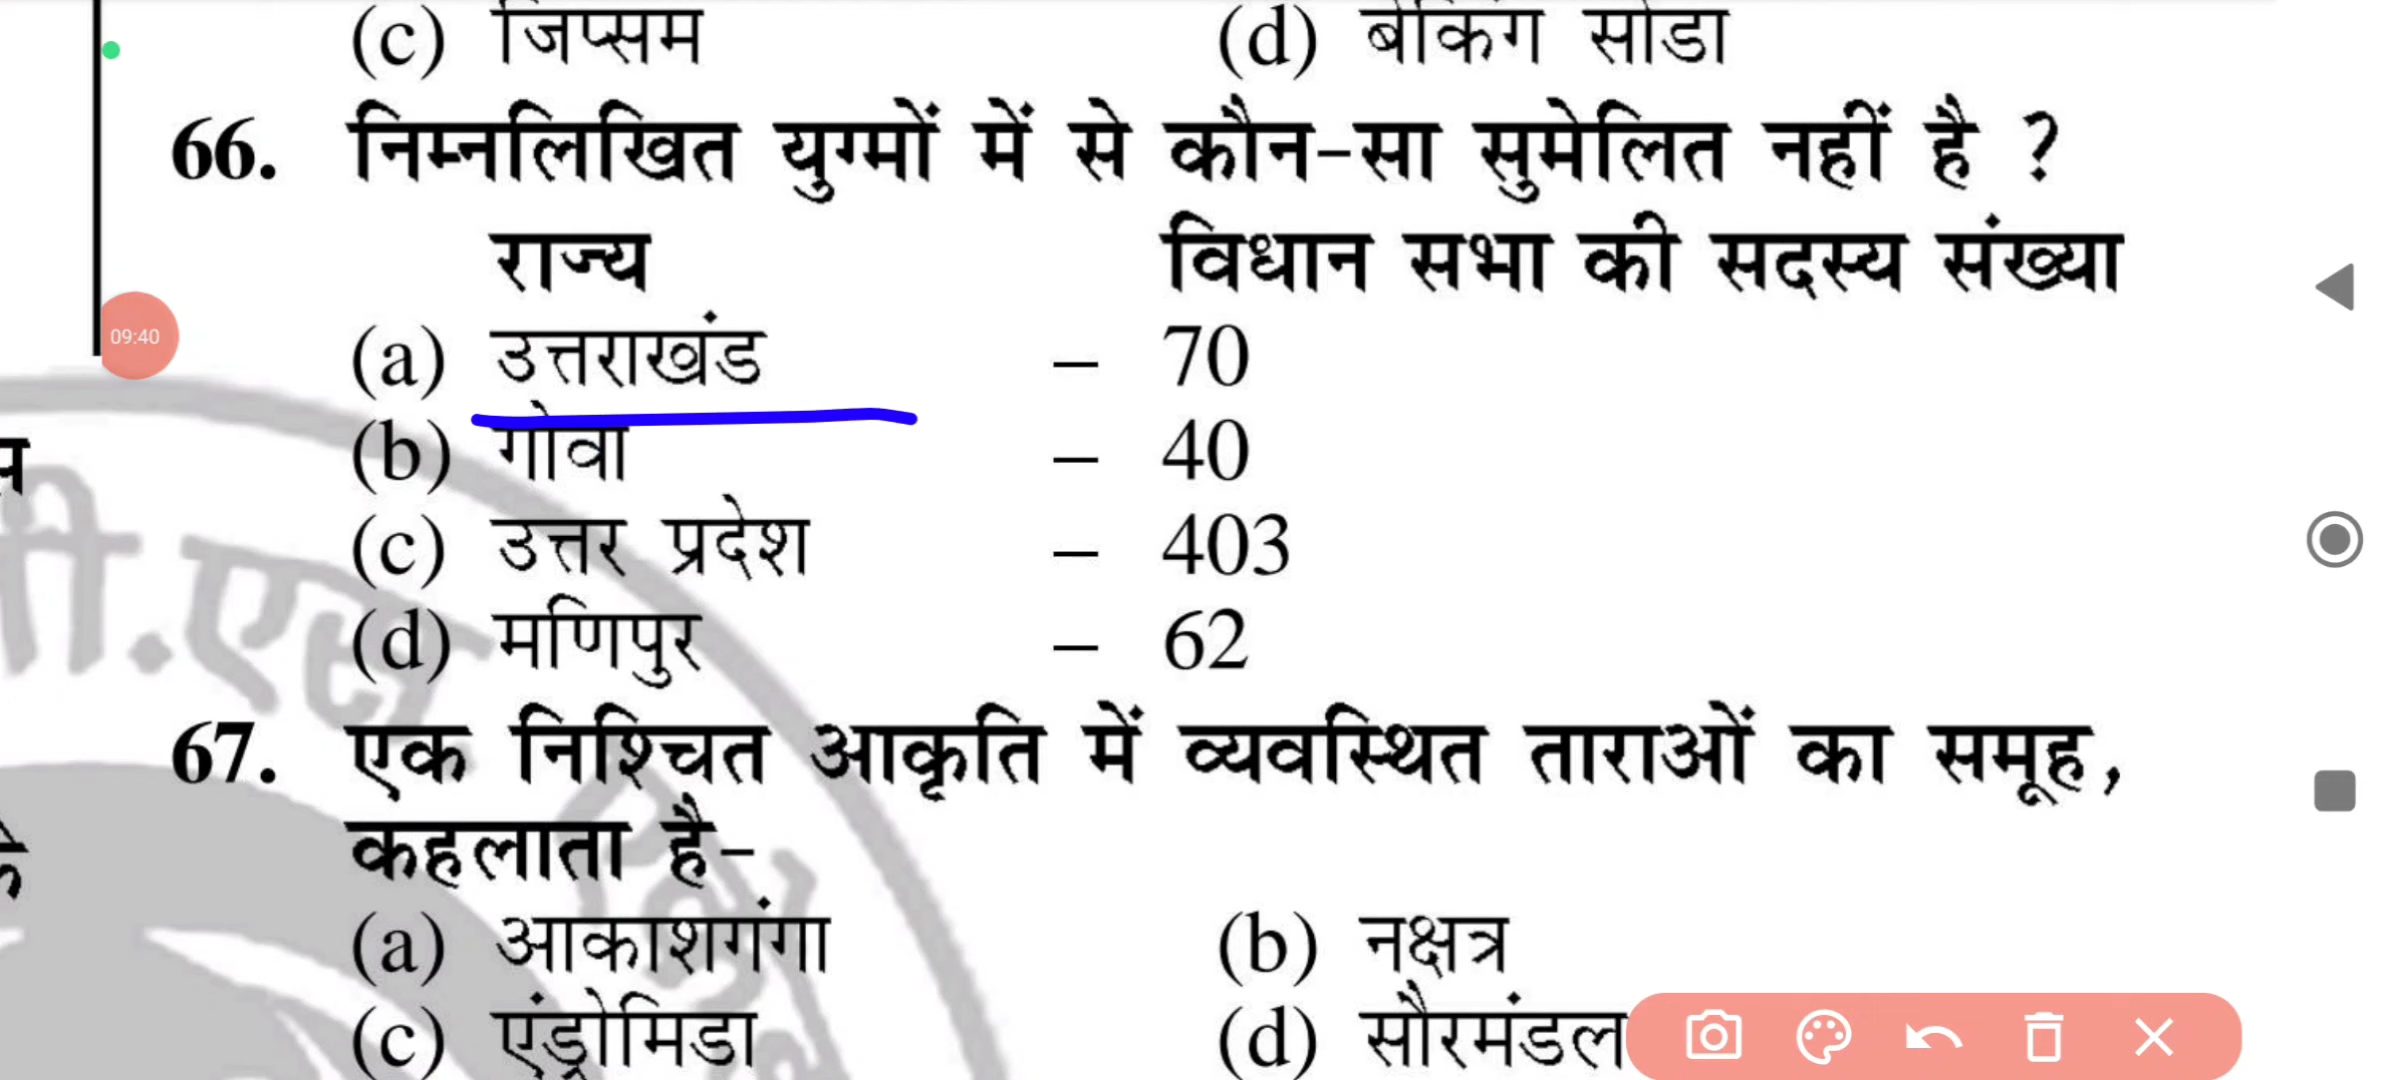 (c) जिप्सम (d) बेकिंग सोडा
66. निम्नलिखित युग्मों में से कौन-सा सुमेलित नहीं है ?
राज्य विधान सभा की सदस्य संख्या
(a) उत्तराखंड – 70
09:40
(b) गोवा – 40
(c) उत्तर प्रदेश – 403
(d) मणिपुर – 62
67. एक निश्चित आकृति में व्यवस्थित ताराओं का समूह,
कहलाता है-
(a) आकाशगंगा (b) नक्षत्र
(c) एंड्रोमिडा (d) सौरमंडल